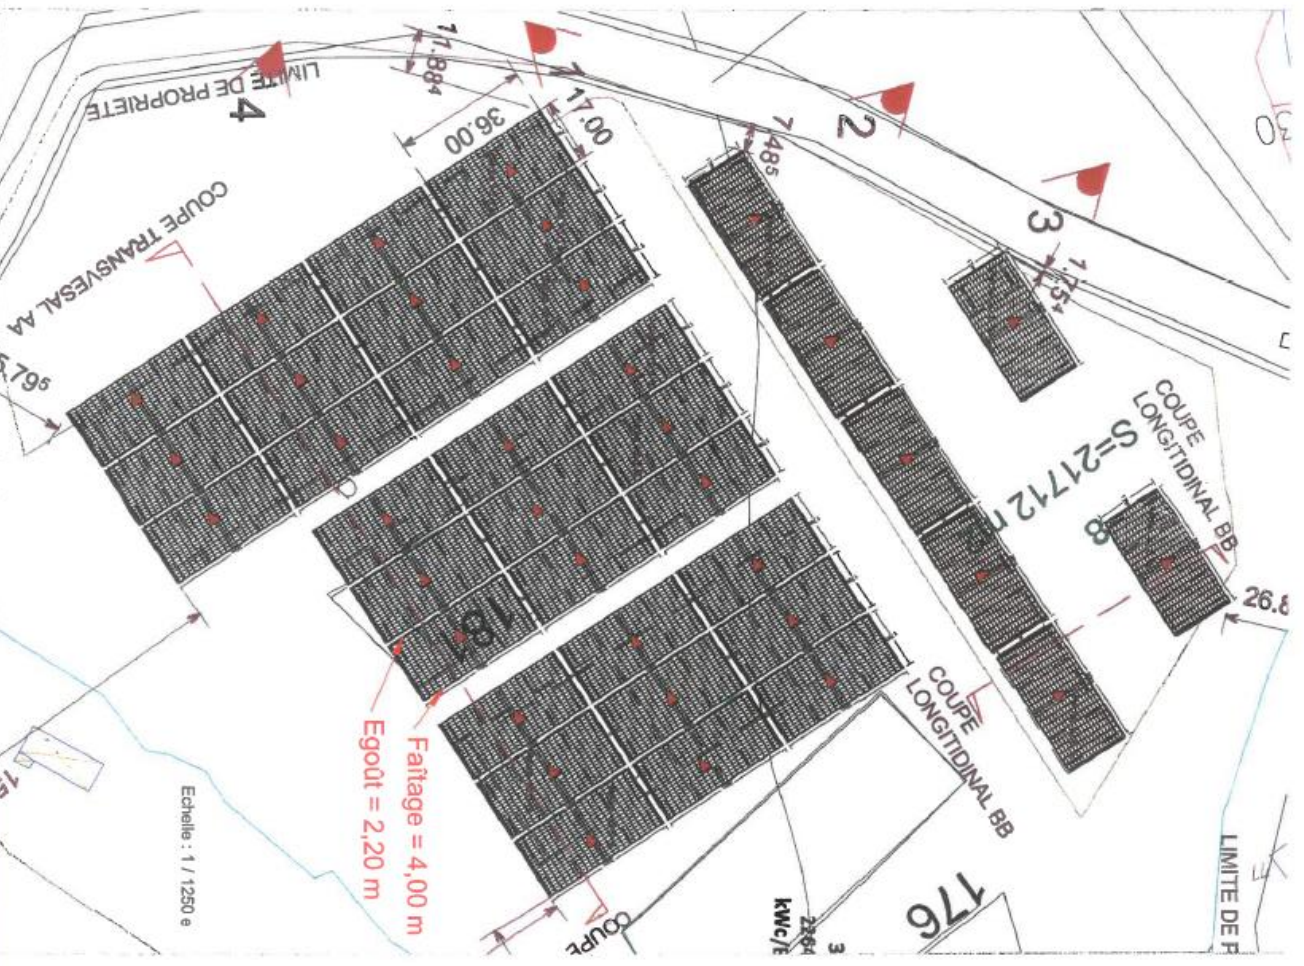 LIMITE DE PROPRIETE
4
11.88⁴
1
17.00
36.00
7.48⁵
2
3
1.75⁴
COUPE TRANSVESAL AA
COUPE
LONGITIDINAL BB
S=21712 m²
8
26.8
181
COUPE
LONGITIDINAL BB
Faîtage = 4,00 m
Egoût = 2,20 m
Echelle : 1 / 1250 e
COUPE
kWc/
176
LIMITE DE P